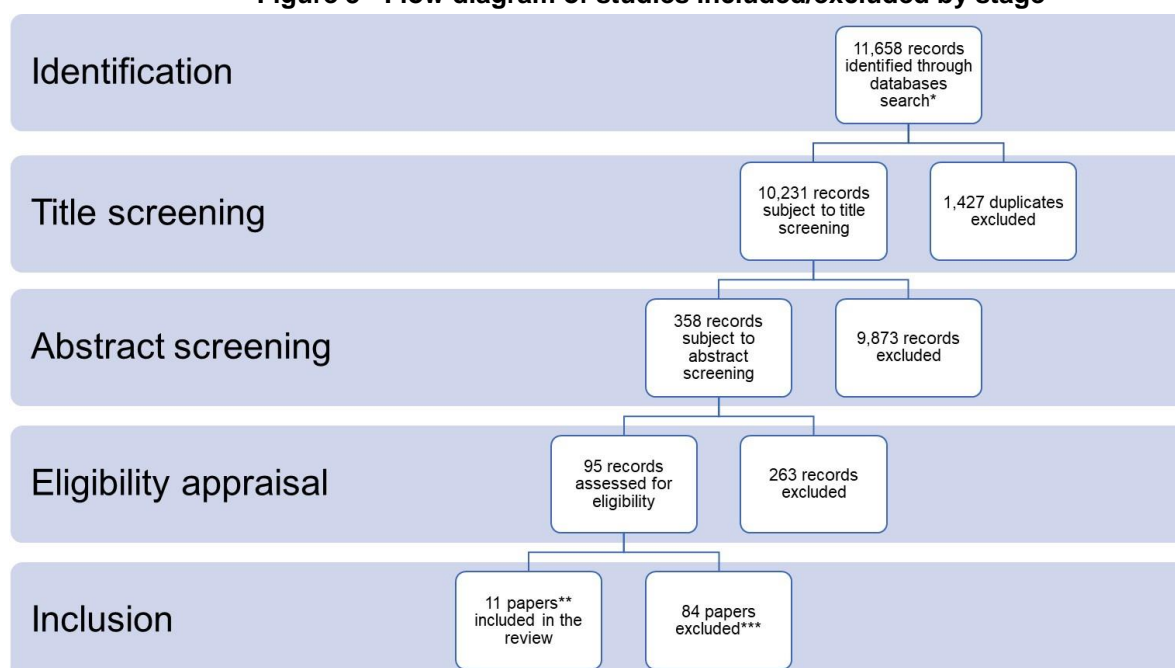 Figure 3 - Flow diagram of studies included/excluded by stage
Identification
11,658 records
identified through
databases
search*
Title screening
10,231 records
subject to title
screening
1,427 duplicates
excluded
Abstract screening
358 records
subject to
abstract
screening
9,873 records
excluded
Eligibility appraisal
95 records
assessed for
eligibility
263 records
excluded
Inclusion
11 papers**
included in the
review
84 papers
excluded***